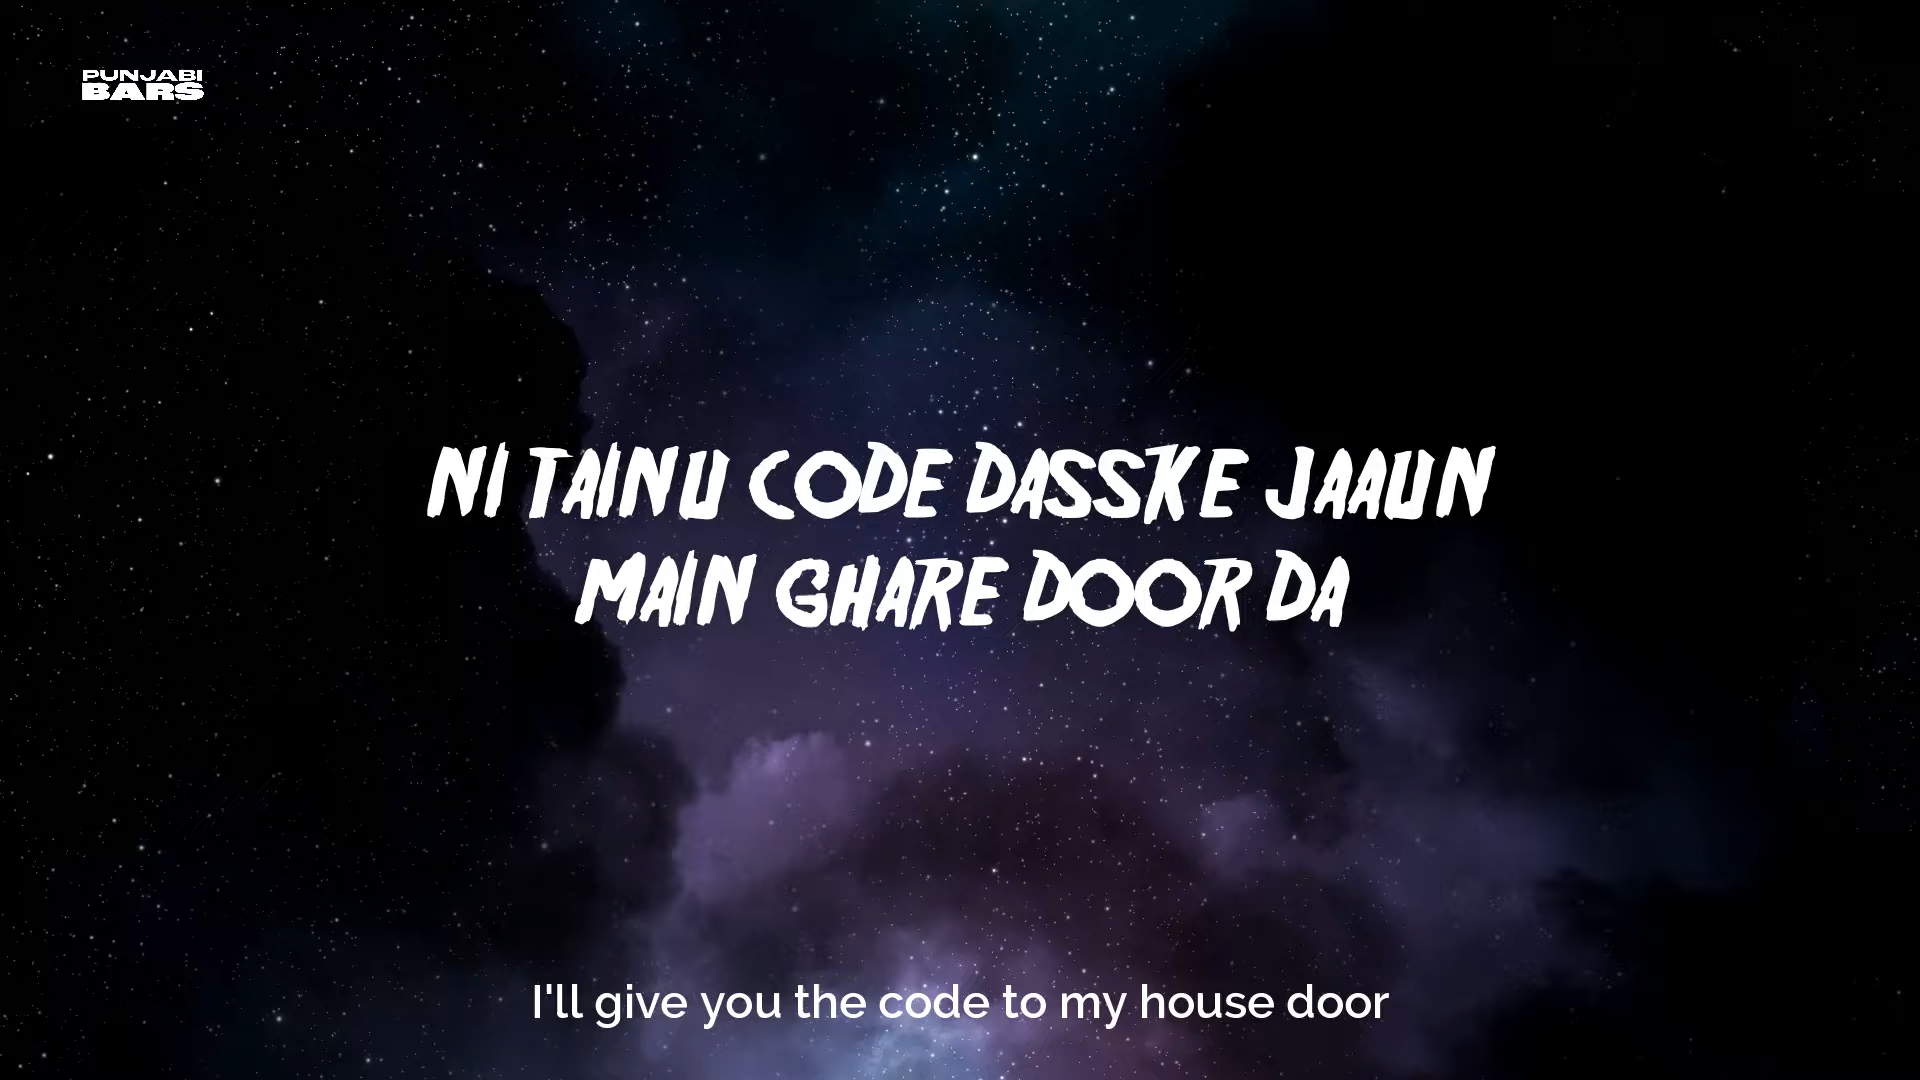 PUNJABI
BARS
NI TAINU CODE DASSKE JAAUN
MAIN GHARE DOOR DA
I'll give you the code to my house door